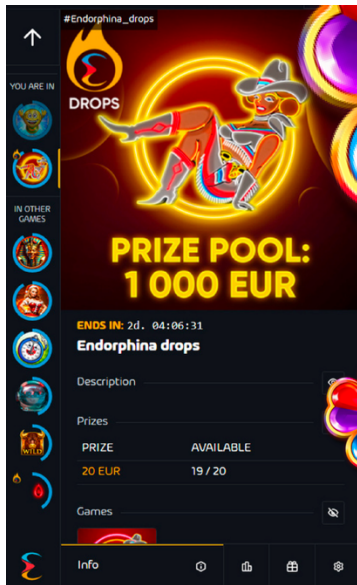 #Endorphina_drops
DROPS
YOU ARE IN
IN OTHER
GAMES
PRIZE POOL:
1 000 EUR
ENDS IN: 2d. 04:06:31
Endorphina drops
Description
Prizes
PRIZE AVAILABLE
20 EUR 19 / 20
Games
WILD
Info